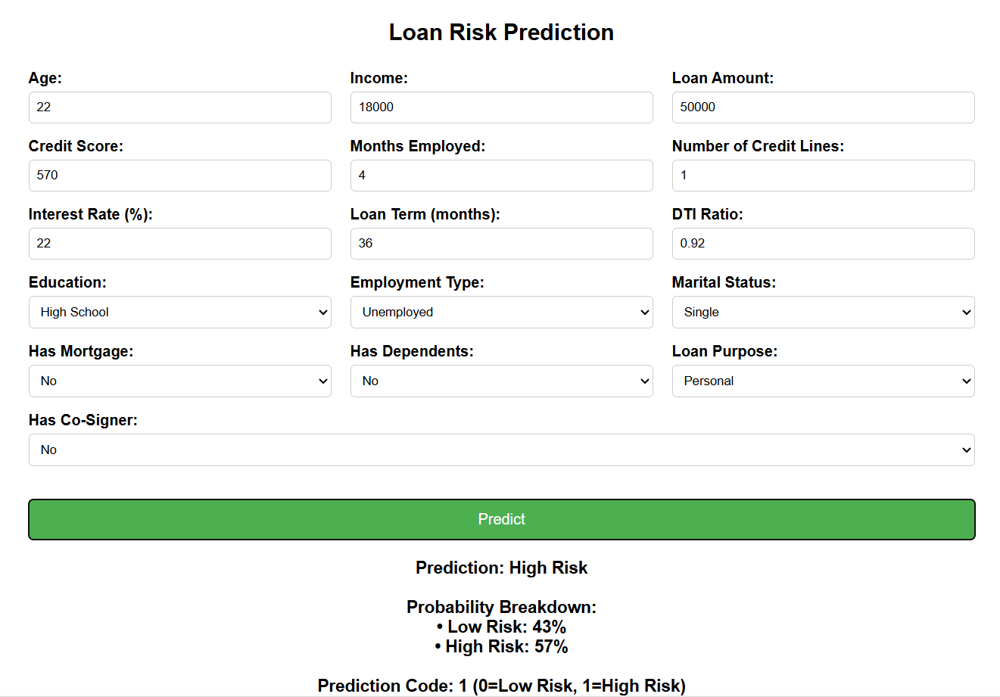 Loan Risk Prediction
Age: Income: Loan Amount:
22 18000 50000
Credit Score: Months Employed: Number of Credit Lines:
570 4 1
Interest Rate (%): Loan Term (months): DTI Ratio:
22 36 0.92
Education: Employment Type: Marital Status:
High School Unemployed Single
Has Mortgage: Has Dependents: Loan Purpose:
No No Personal
Has Co-Signer:
No
Predict
Prediction: High Risk
Probability Breakdown:
• Low Risk: 43%
• High Risk: 57%
Prediction Code: 1 (0=Low Risk, 1=High Risk)